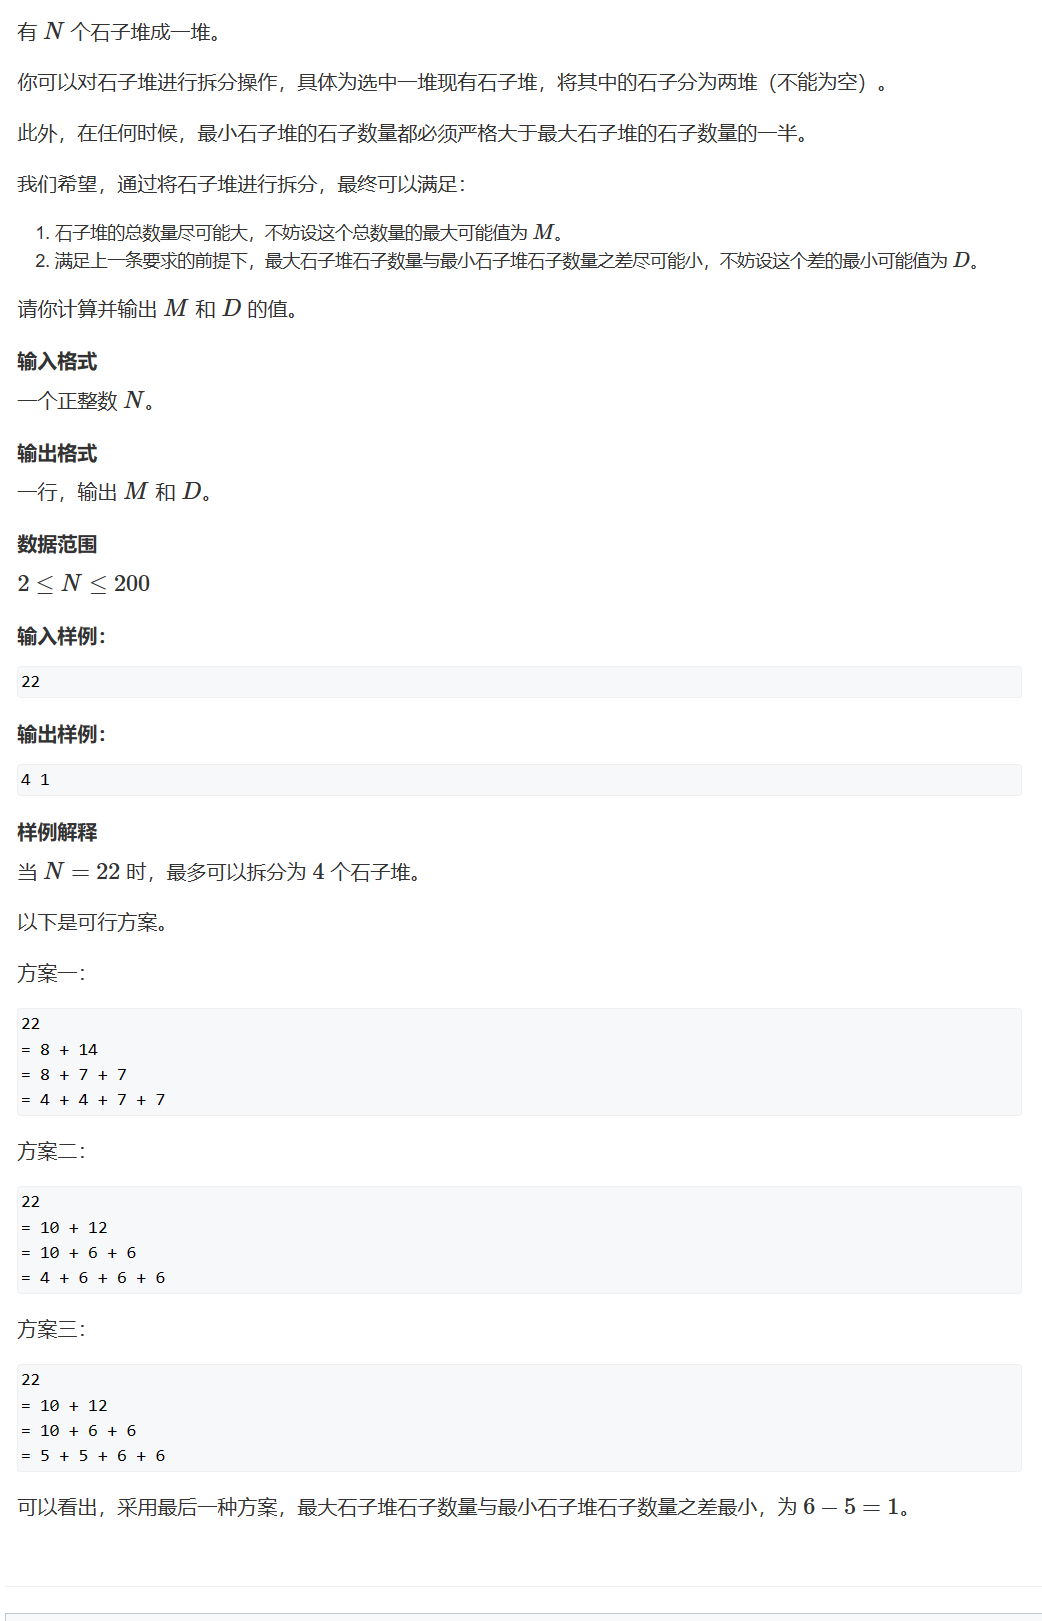 有 N 个石子堆成一堆。
你可以对石子堆进行拆分操作，具体为选中一堆现有石子堆，将其中的石子分为两堆（不能为空）。
此外，在任何时候，最小石子堆的石子数量都必须严格大于最大石子堆的石子数量的一半。
我们希望，通过将石子堆进行拆分，最终可以满足：
1. 石子堆的总数量尽可能大，不妨设这个总数量的最大可能值为 M。
2. 满足上一条要求的前提下，最大石子堆石子数量与最小石子堆石子数量之差尽可能小，不妨设这个差的最小可能值为 D。
请你计算并输出 M 和 D 的值。
输入格式
一个正整数 N。
输出格式
一行，输出 M 和 D。
数据范围
2 ≤ N ≤ 200
输入样例：
22
输出样例：
4 1
样例解释
当 N = 22 时，最多可以拆分为 4 个石子堆。
以下是可行方案。
方案一：
22
= 8 + 14
= 8 + 7 + 7
= 4 + 4 + 7 + 7
方案二：
22
= 10 + 12
= 10 + 6 + 6
= 4 + 6 + 6 + 6
方案三：
22
= 10 + 12
= 10 + 6 + 6
= 5 + 5 + 6 + 6
可以看出，采用最后一种方案，最大石子堆石子数量与最小石子堆石子数量之差最小，为 6 − 5 = 1。